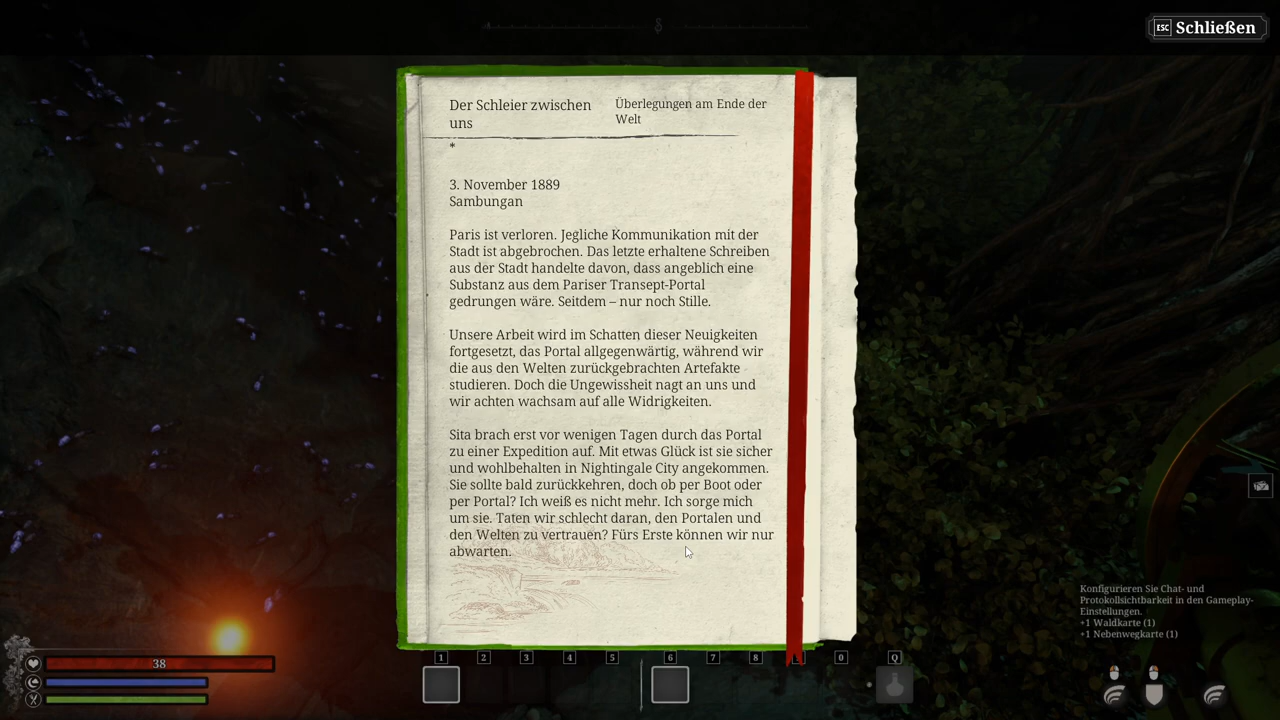 ESC Schließen
Der Schleier zwischen
uns
Überlegungen am Ende der
Welt
*
3. November 1889
Sambungan
Paris ist verloren. Jegliche Kommunikation mit der
Stadt ist abgebrochen. Das letzte erhaltene Schreiben
aus der Stadt handelte davon, dass angeblich eine
Substanz aus dem Pariser Transept-Portal
gedrungen wäre. Seitdem – nur noch Stille.
Unsere Arbeit wird im Schatten dieser Neuigkeiten
fortgesetzt, das Portal allgegenwärtig, während wir
die aus den Welten zurückgebrachten Artefakte
studieren. Doch die Ungewissheit nagt an uns und
wir achten wachsam auf alle Widrigkeiten.
Sita brach erst vor wenigen Tagen durch das Portal
zu einer Expedition auf. Mit etwas Glück ist sie sicher
und wohlbehalten in Nightingale City angekommen.
Sie sollte bald zurückkehren, doch ob per Boot oder
per Portal? Ich weiß es nicht mehr. Ich sorge mich
um sie. Taten wir schlecht daran, den Portalen und
den Welten zu vertrauen? Fürs Erste können wir nur
abwarten.
Konfigurieren Sie Chat- und
Protokollsichtbarkeit in den Gameplay-
Einstellungen.
+1 Waldkarte (1)
+1 Nebenwegkarte (1)
38
1 2 3 4 5 6 7 8 0 Q